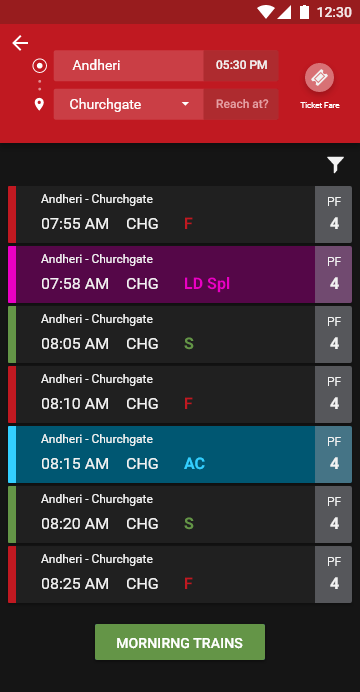 12:30
Andheri 05:30 PM
Churchgate Reach at?
Ticket Fare
Andheri - Churchgate PF
07:55 AM CHG F 4
Andheri - Churchgate PF
07:58 AM CHG LD Spl 4
Andheri - Churchgate PF
08:05 AM CHG S 4
Andheri - Churchgate PF
08:10 AM CHG F 4
Andheri - Churchgate PF
08:15 AM CHG AC 4
Andheri - Churchgate PF
08:20 AM CHG S 4
Andheri - Churchgate PF
08:25 AM CHG F 4
MORNIRNG TRAINS